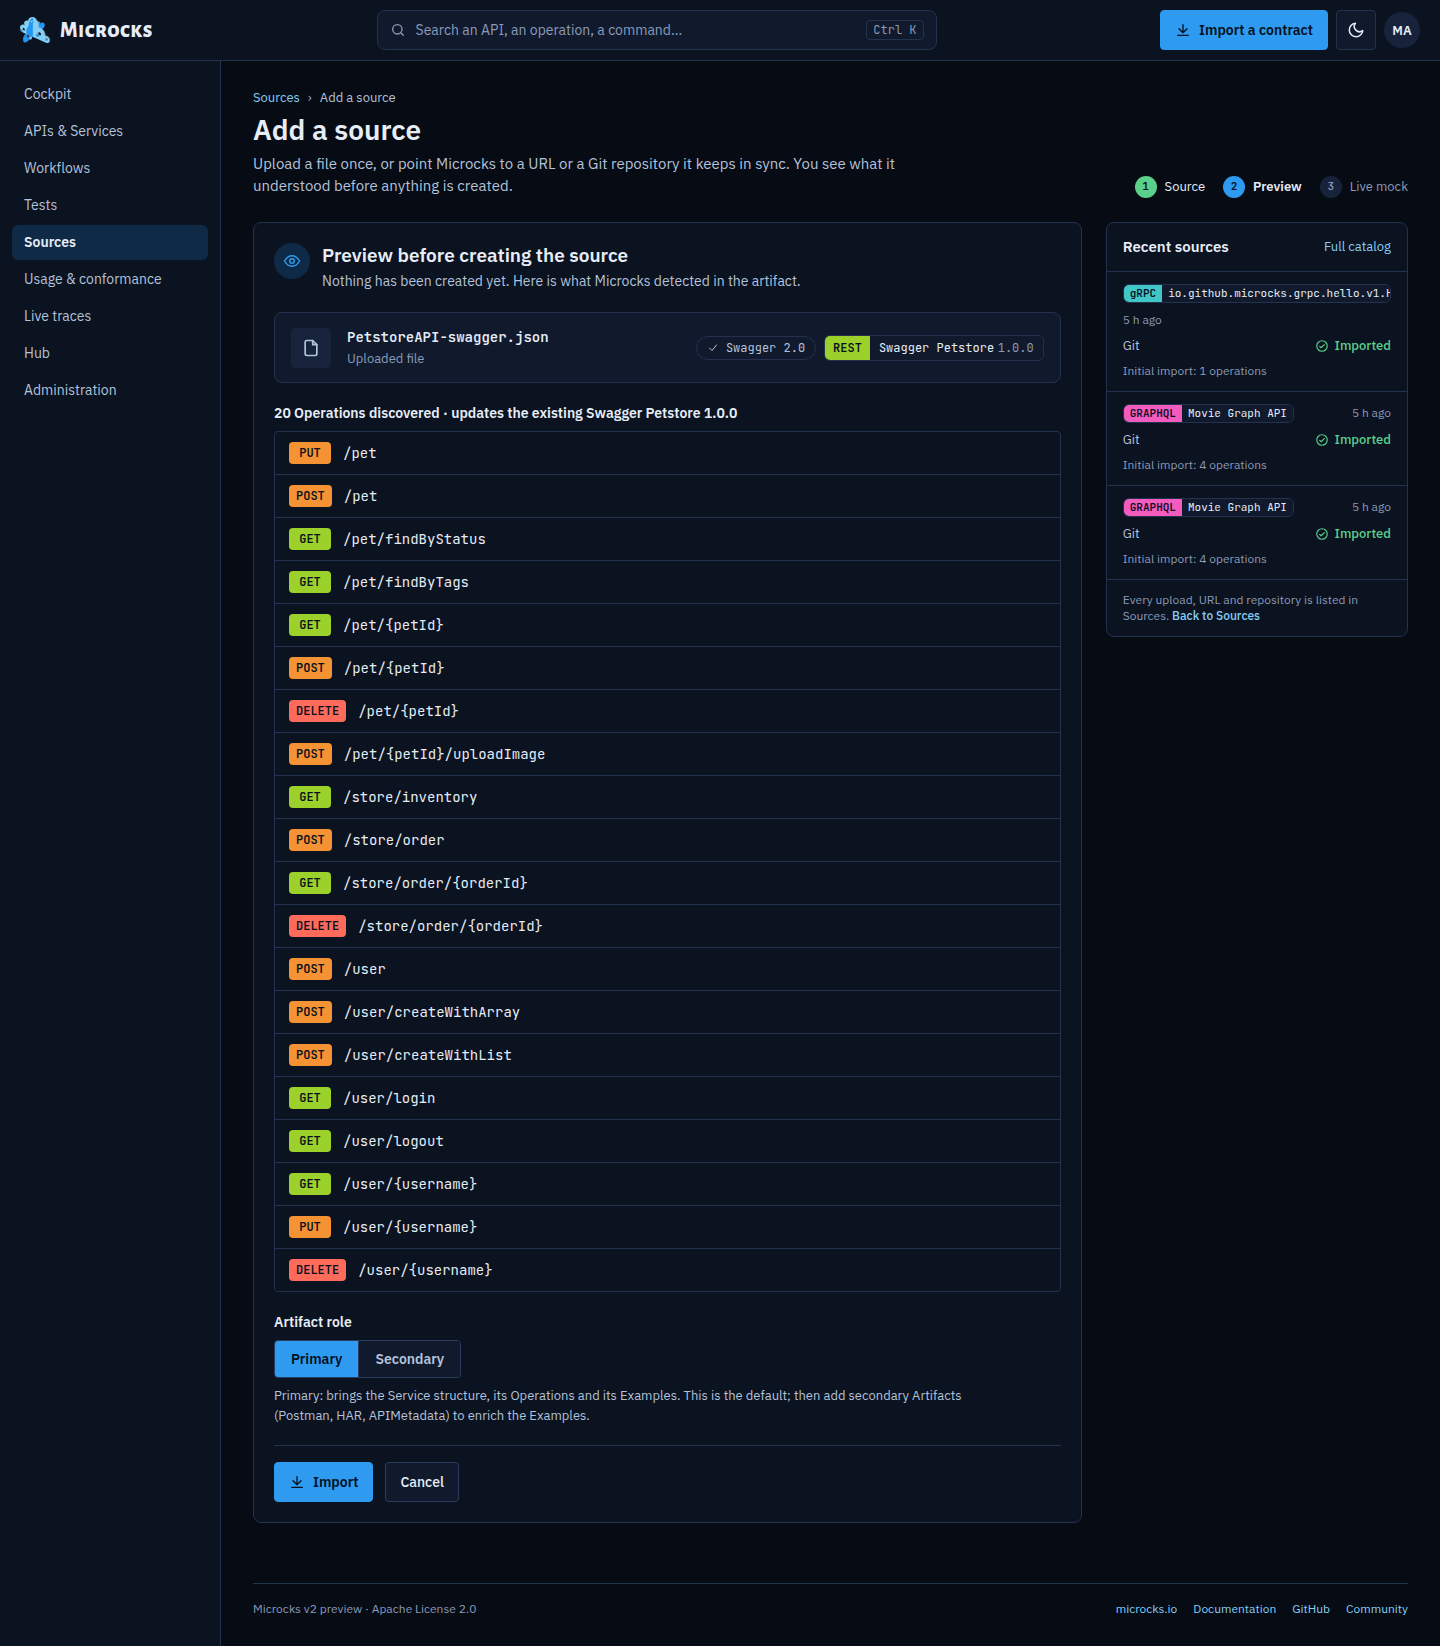 Microcks
Search an API, an operation, a command...
Ctrl K
Import a contract
MA
Cockpit
APIs & Services
Workflows
Tests
Sources
Usage & conformance
Live traces
Hub
Administration
Sources › Add a source
Add a source
Upload a file once, or point Microcks to a URL or a Git repository it keeps in sync. You see what it
understood before anything is created.
1 Source
2 Preview
3 Live mock
Preview before creating the source
Nothing has been created yet. Here is what Microcks detected in the artifact.
PetstoreAPI-swagger.json
Uploaded file
Swagger 2.0
REST Swagger Petstore 1.0.0
20 Operations discovered · updates the existing Swagger Petstore 1.0.0
PUT /pet
POST /pet
GET /pet/findByStatus
GET /pet/findByTags
GET /pet/{petId}
POST /pet/{petId}
DELETE /pet/{petId}
POST /pet/{petId}/uploadImage
GET /store/inventory
POST /store/order
GET /store/order/{orderId}
DELETE /store/order/{orderId}
POST /user
POST /user/createWithArray
POST /user/createWithList
GET /user/login
GET /user/logout
GET /user/{username}
PUT /user/{username}
DELETE /user/{username}
Artifact role
Primary
Secondary
Primary: brings the Service structure, its Operations and its Examples. This is the default; then add secondary Artifacts
(Postman, HAR, APIMetadata) to enrich the Examples.
Import
Cancel
Recent sources
Full catalog
gRPC io.github.microcks.grpc.hello.v1.H
5 h ago
Git
Imported
Initial import: 1 operations
GRAPHQL Movie Graph API
5 h ago
Git
Imported
Initial import: 4 operations
GRAPHQL Movie Graph API
5 h ago
Git
Imported
Initial import: 4 operations
Every upload, URL and repository is listed in
Sources. Back to Sources
Microcks v2 preview · Apache License 2.0
microcks.io
Documentation
GitHub
Community